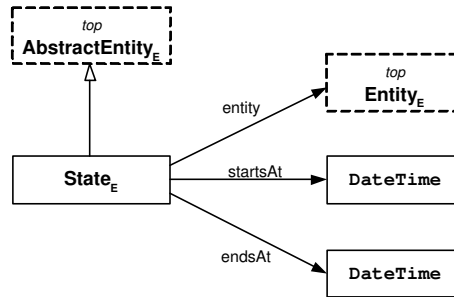 top
AbstractEntity_E
top
Entity_E
entity
State_E
startsAt
DateTime
endsAt
DateTime